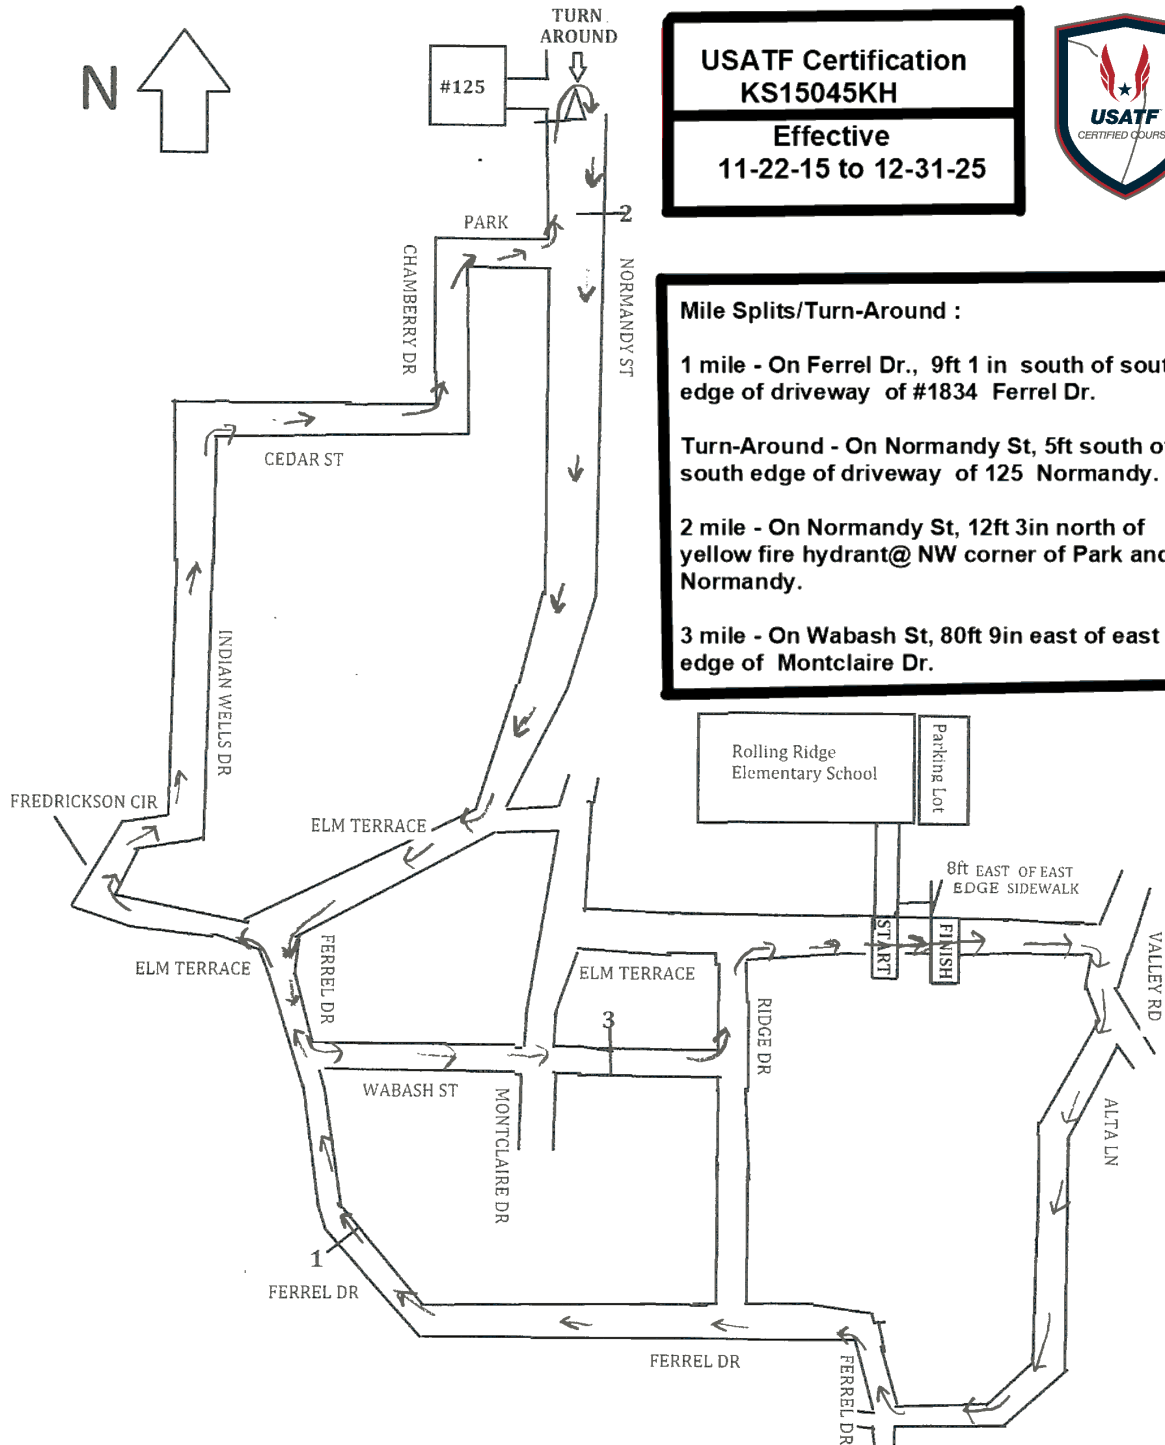 TURN
AROUND
N
#125
USATF Certification
KS15045KH
Effective
11-22-15 to 12-31-25
USATF
CERTIFIED COURS
PARK
2
CHAMBERRY DR
NORMANDY ST
Mile Splits/Turn-Around :
1 mile - On Ferrel Dr., 9ft 1 in south of sout
edge of driveway of #1834 Ferrel Dr.
Turn-Around - On Normandy St, 5ft south o
south edge of driveway of 125 Normandy.
2 mile - On Normandy St, 12ft 3in north of
yellow fire hydrant@ NW corner of Park and
Normandy.
3 mile - On Wabash St, 80ft 9in east of east
edge of Montclaire Dr.
CEDAR ST
INDIAN WELLS DR
Rolling Ridge
Elementary School
Parking Lot
FREDRICKSON CIR
ELM TERRACE
8ft EAST OF EAST
EDGE SIDEWALK
START
FINISH
VALLEY RD
ELM TERRACE
FERREL DR
ELM TERRACE
RIDGE DR
3
WABASH ST
MONTCLAIRE DR
ALTA LN
1
FERREL DR
FERREL DR
FERREL DR